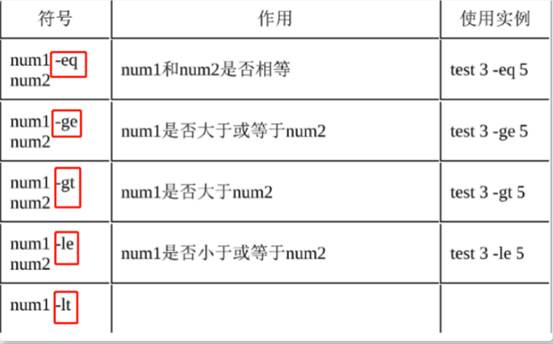 符号 作用 使用实例
num1 -eq
num2
num1和num2是否相等
test 3 -eq 5
num1 -ge
num2
num1是否大于或等于num2
test 3 -ge 5
num1 -gt
num2
num1是否大于num2
test 3 -gt 5
num1 -le
num2
num1是否小于或等于num2
test 3 -le 5
num1 -lt